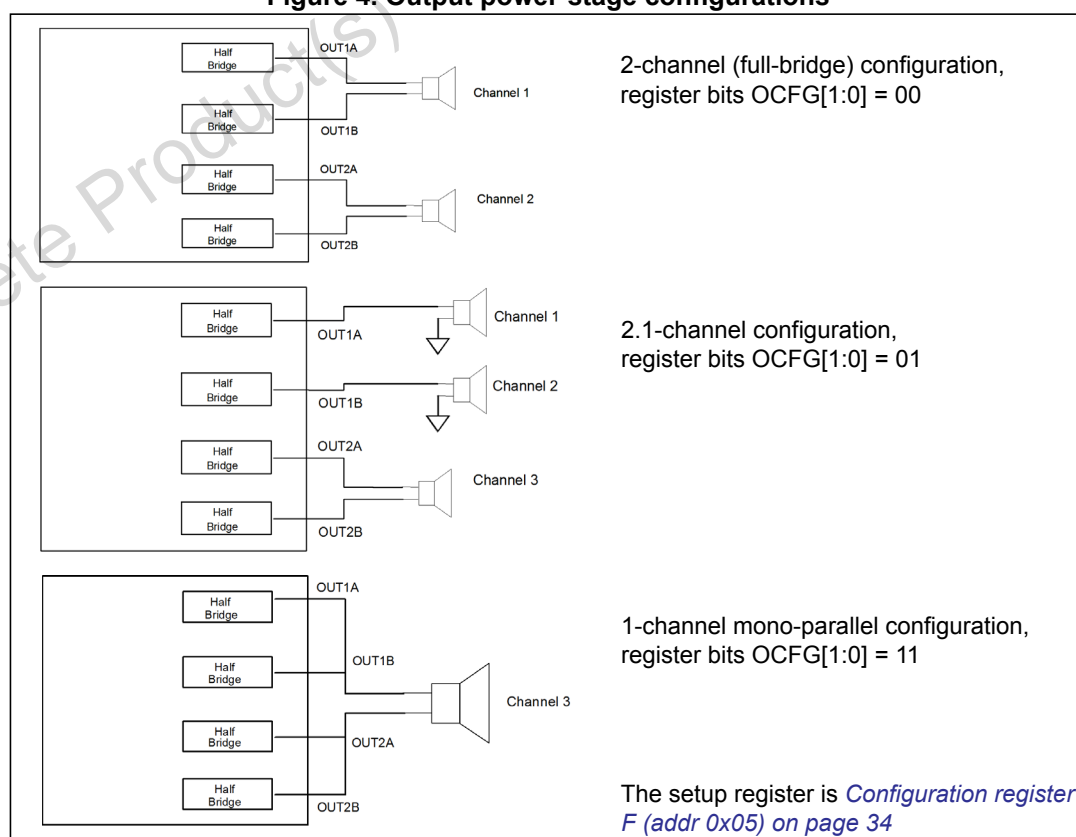 Figure 4. Output power-stage configurations
Half
Bridge
OUT1A
Channel 1
Half
Bridge
OUT1B
Half
Bridge
OUT2A
Channel 2
Half
Bridge
OUT2B
2-channel (full-bridge) configuration,
register bits OCFG[1:0] = 00
Half
Bridge
OUT1A
Channel 1
Half
Bridge
OUT1B
Channel 2
Half
Bridge
OUT2A
Channel 3
Half
Bridge
OUT2B
2.1-channel configuration,
register bits OCFG[1:0] = 01
Half
Bridge
OUT1A
Half
Bridge
OUT1B
Channel 3
Half
Bridge
OUT2A
Half
Bridge
OUT2B
1-channel mono-parallel configuration,
register bits OCFG[1:0] = 11
The setup register is Configuration register
F (addr 0x05) on page 34
Product(s)